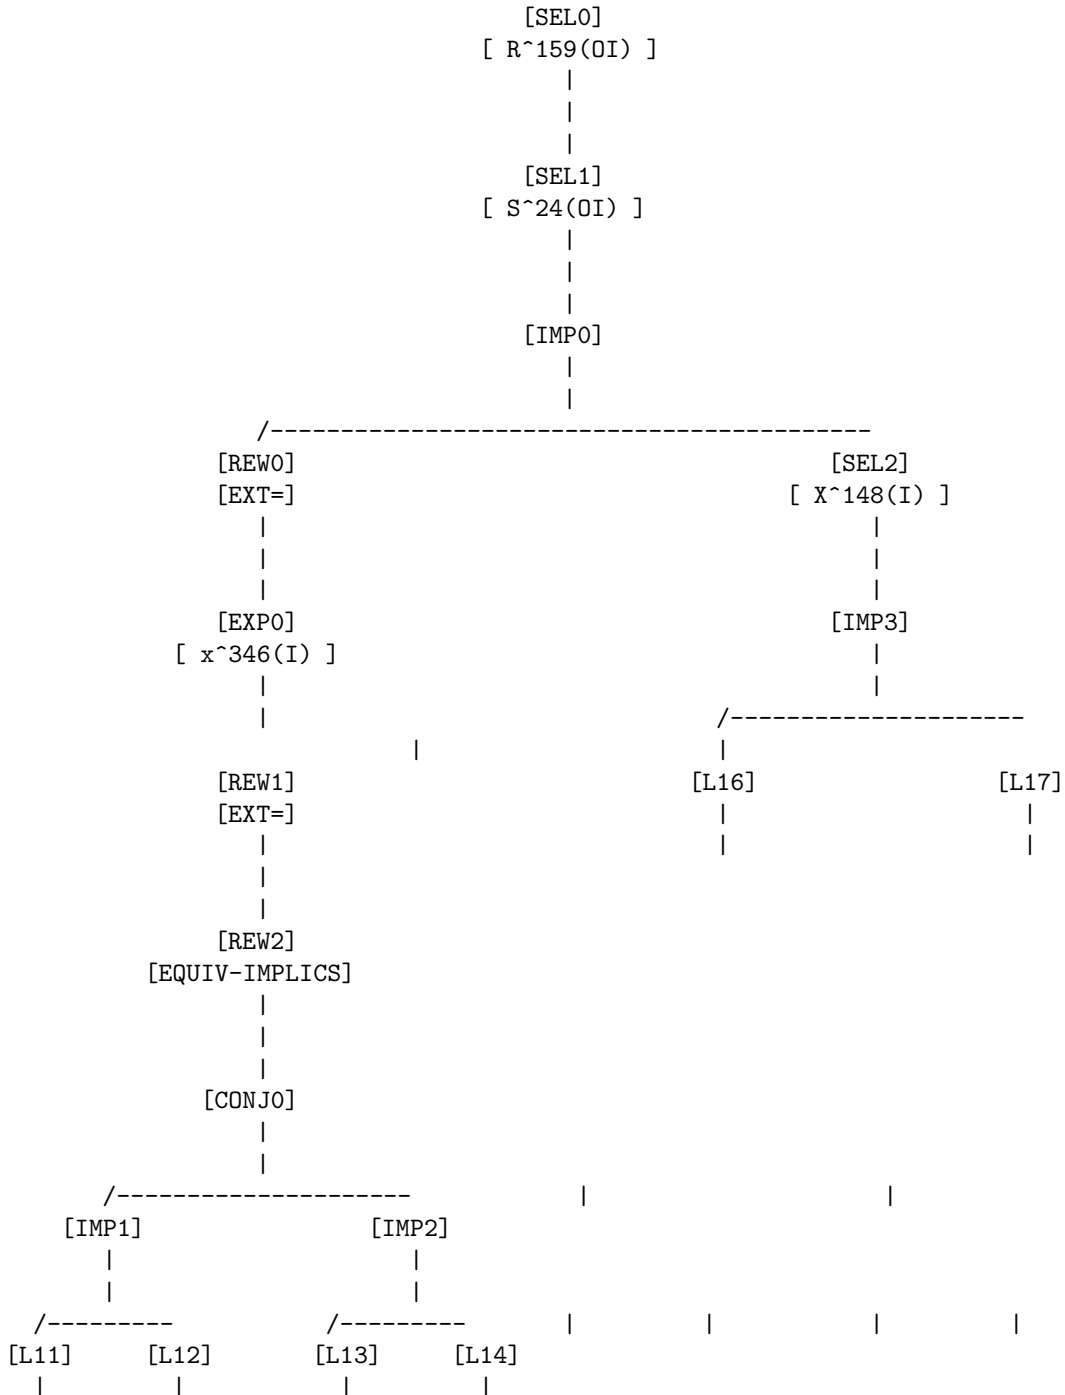 [SEL0]
[ R^159(OI) ]
|
|
|
[SEL1]
[ S^24(OI) ]
|
|
|
[IMP0]
|
|
/-------------------------------------------
[REW0] [SEL2]
[EXT=] [ X^148(I) ]
| |
| |
| |
[EXP0] [IMP3]
[ x^346(I) ] |
| |
| /---------------------
| |
[REW1] [L16] [L17]
[EXT=] | |
| | |
|
|
[REW2]
[EQUIV-IMPLICS]
|
|
|
[CONJ0]
|
|
/--------------------- | |
[IMP1] [IMP2]
| |
| |
/--------- /--------- | | | |
[L11] [L12] [L13] [L14]
| | | |